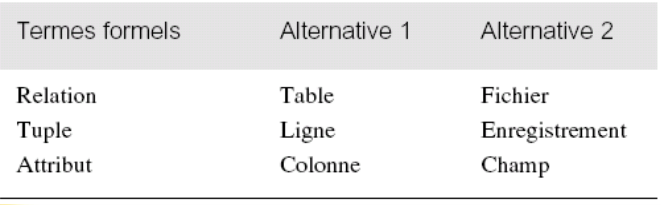 Termes formels Alternative 1 Alternative 2
Relation Table Fichier
Tuple Ligne Enregistrement
Attribut Colonne Champ